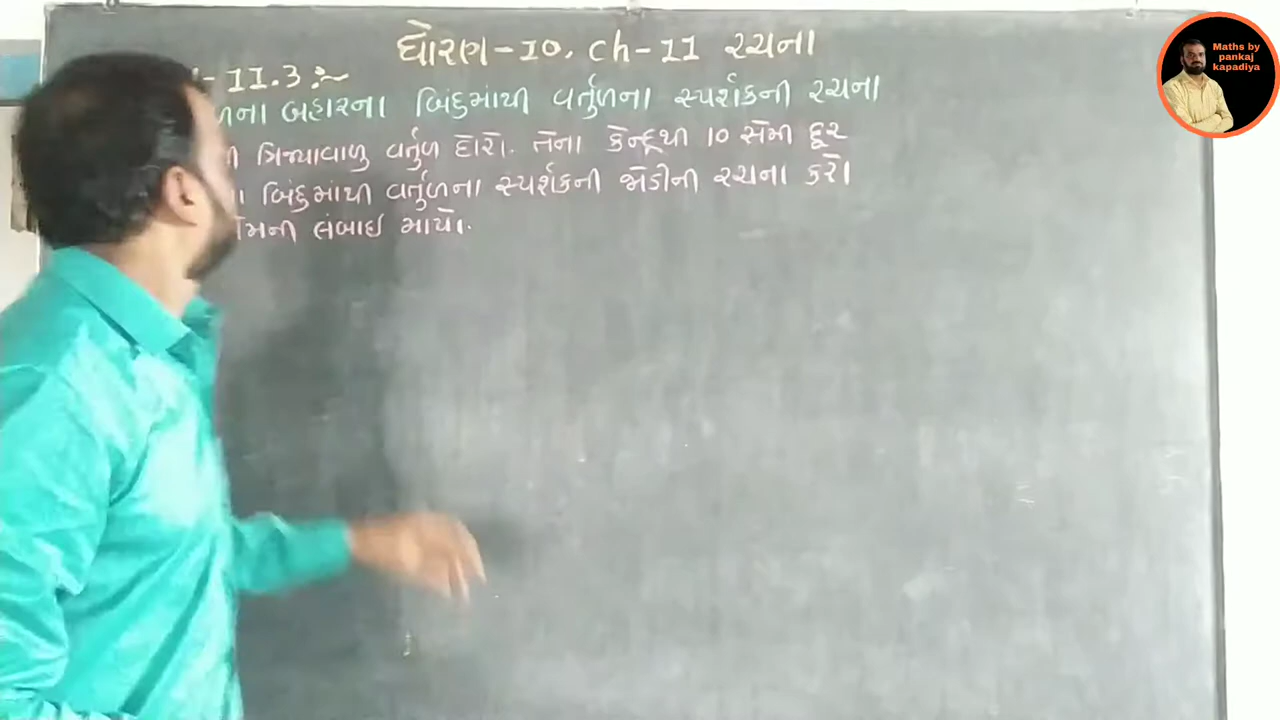 ધોરણ-10. ch-11 રચના
-11.3 :~
ના બહારના બિંદુમાંથી વર્તુળના સ્પર્શકની રચના
ત્રિજ્યાવાળુ વર્તુળ દોરો. તેના કેન્દ્રથી 10 સેમી દૂર
બિંદુમાંથી વર્તુળના સ્પર્શકની જોડીની રચના કરો
લંબાઇ માપો.
Maths by
pankaj
kapadiya